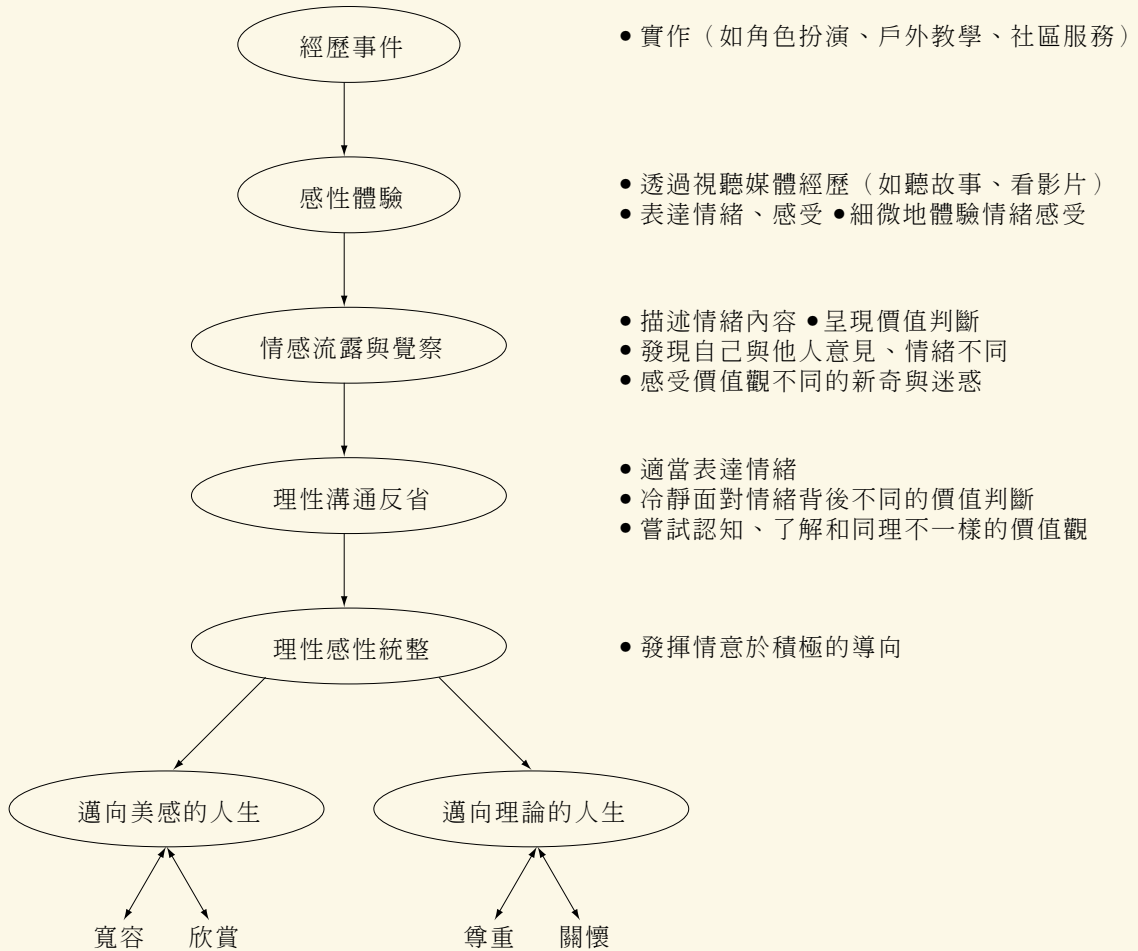 經歷事件
●實作（如角色扮演、戶外教學、社區服務）
感性體驗
●透過視聽媒體經歷（如聽故事、看影片）
●表達情緒、感受 ●細微地體驗情緒感受
情感流露與覺察
●描述情緒內容 ●呈現價值判斷
●發現自己與他人意見、情緒不同
●感受價值觀不同的新奇與迷惑
理性溝通反省
●適當表達情緒
●冷靜面對情緒背後不同的價值判斷
●嘗試認知、了解和同理不一樣的價值觀
理性感性統整
●發揮情意於積極的導向
邁向美感的人生
邁向理論的人生
寬容 欣賞 尊重 關懷